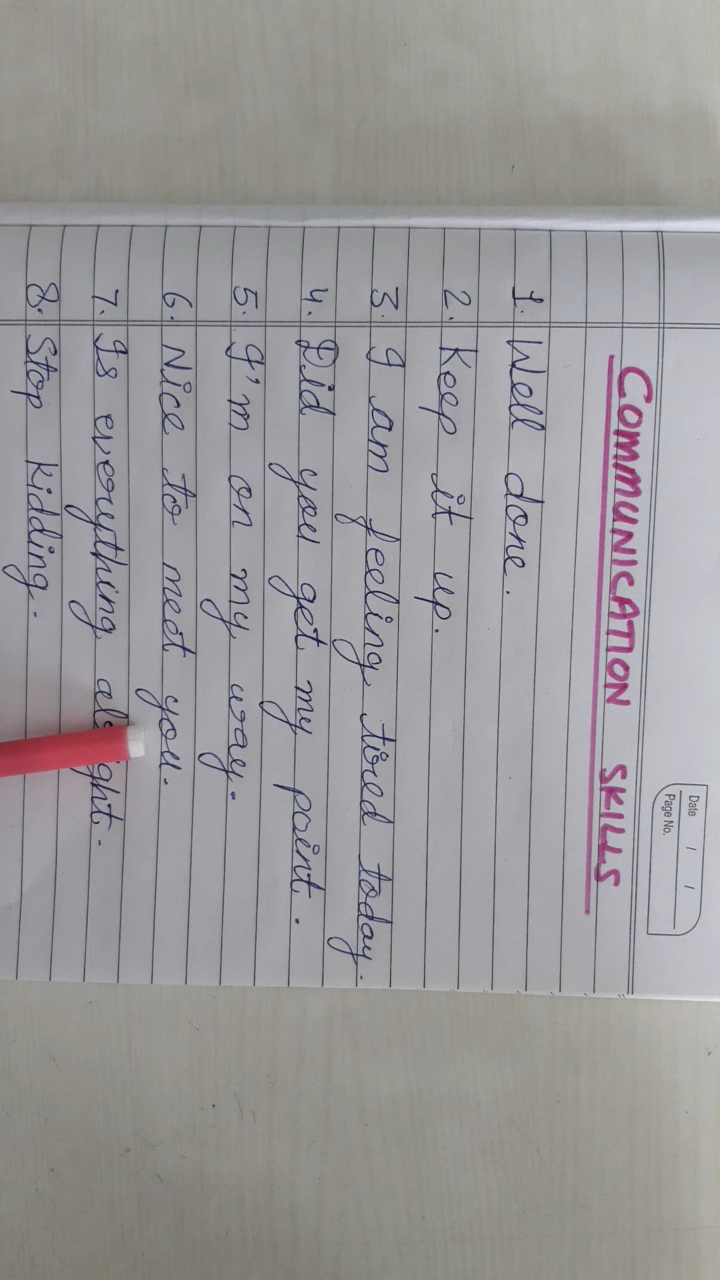 Date / /
Page No.
COMMUNICATION SKILLS
1. Well done.
2. Keep it up.
3. I am feeling tired today.
4. Did you get my point.
5. I'm on my way.
6. Nice to meet you.
7. Is everything ght.
8. Stop kidding.